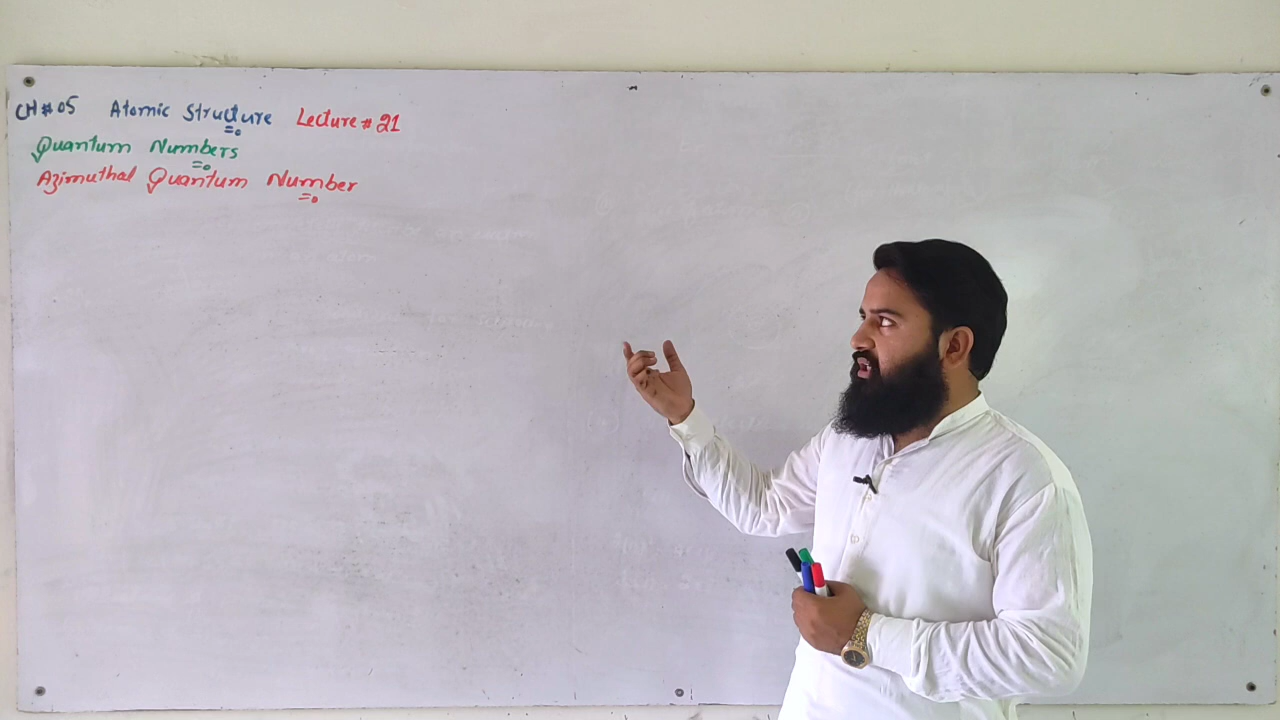 CH # 05 Atomic Structure Lecture # 21
Quantum Numbers
Azimuthal Quantum Number